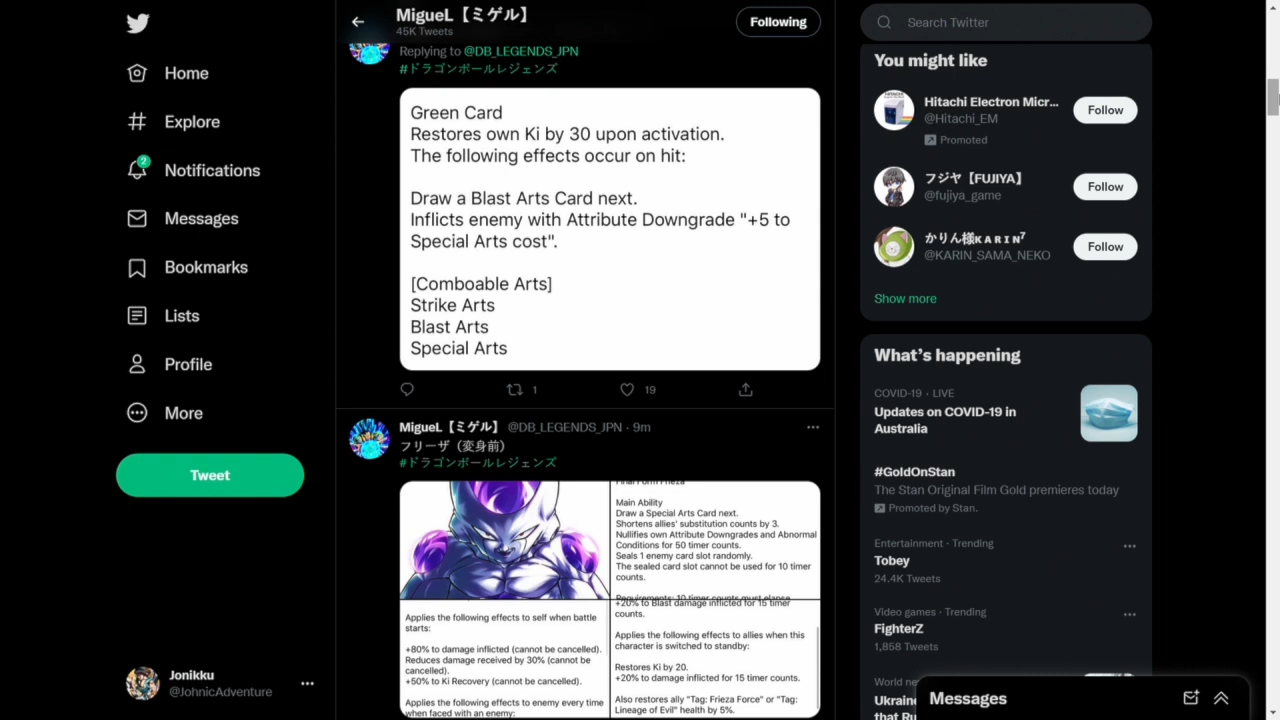 Home
Explore
2
Notifications
Messages
Bookmarks
Lists
Profile
More
Tweet
Jonikku
@JohnicAdventure
MigueL【ミゲル】
45K Tweets
Following
Replying to @DB_LEGENDS_JPN
#ドラゴンボールレジェンズ
Green Card
Restores own Ki by 30 upon activation.
The following effects occur on hit:
Draw a Blast Arts Card next.
Inflicts enemy with Attribute Downgrade "+5 to
Special Arts cost".
[Comboable Arts]
Strike Arts
Blast Arts
Special Arts
1
19
MigueL【ミゲル】 @DB_LEGENDS_JPN · 9m
フリーザ（変身前）
#ドラゴンボールレジェンズ
Final Form Frieza
Main Ability
Draw a Special Arts Card next.
Shortens allies' substitution counts by 3.
Nullifies own Attribute Downgrades and Abnormal
Conditions for 50 timer counts.
Seals 1 enemy card slot randomly.
The sealed card slot cannot be used for 10 timer
counts.
Requirements: 10 timer counts must elapse
Applies the following effects to self when battle
starts:
+80% to damage inflicted (cannot be cancelled).
Reduces damage received by 30% (cannot be
cancelled).
+50% to Ki Recovery (cannot be cancelled).
Applies the following effects to enemy every time
when faced with an enemy:
+20% to Blast damage inflicted for 15 timer
counts.
Applies the following effects to allies when this
character is switched to standby:
Restores Ki by 20.
+20% to damage inflicted for 15 timer counts.
Also restores ally "Tag: Frieza Force" or "Tag:
Lineage of Evil" health by 5%.
Search Twitter
You might like
Hitachi Electron Micr...
@Hitachi_EM
Promoted
Follow
フジヤ【FUJIYA】
@fujiya_game
Follow
かりん様ᴋᴀʀɪɴ⁷
@KARIN_SAMA_NEKO
Follow
Show more
What's happening
COVID-19 · LIVE
Updates on COVID-19 in
Australia
#GoldOnStan
The Stan Original Film Gold premieres today
Promoted by Stan.
Entertainment · Trending
Tobey
24.4K Tweets
Video games · Trending
FighterZ
1,858 Tweets
World ne
Ukraine
that Ru
Messages